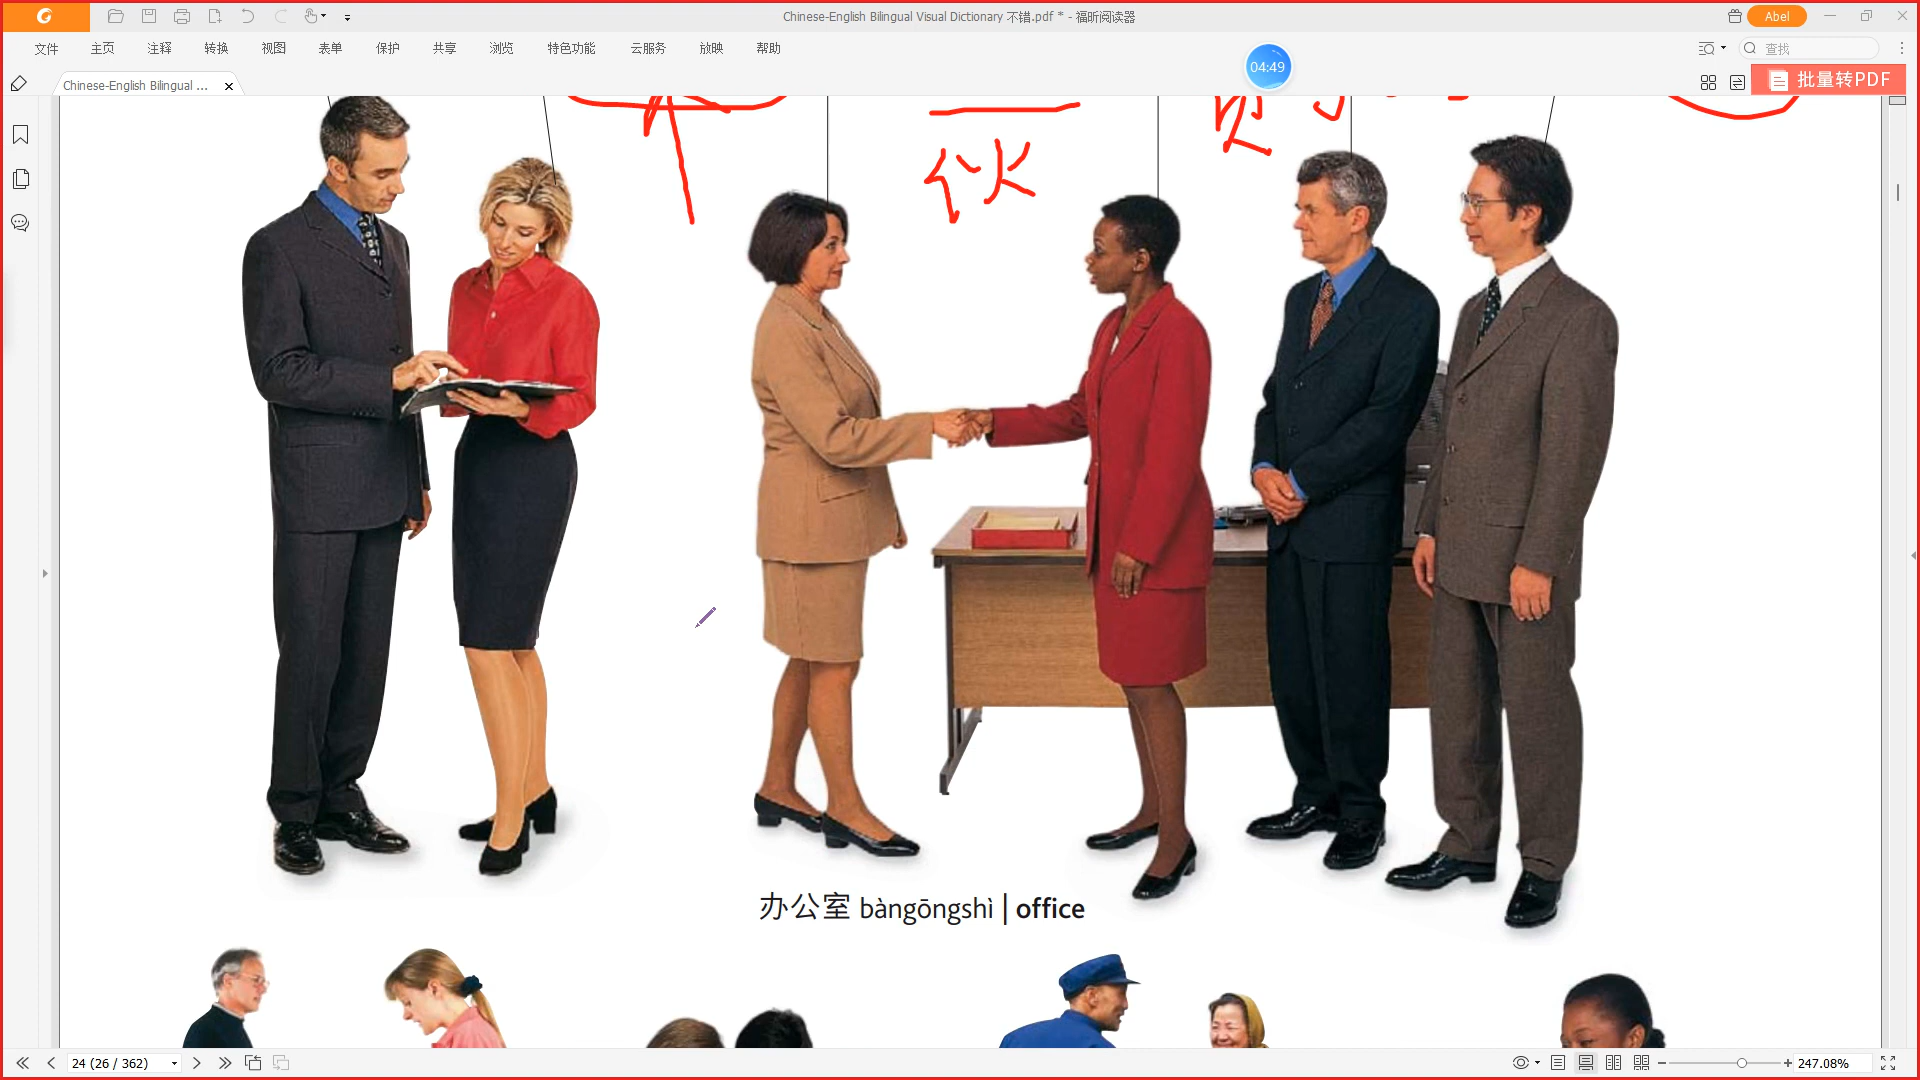 Chinese-English Bilingual Visual Dictionary 不错.pdf * - 福昕阅读器
Abel
文件 主页 注释 转换 视图 表单 保护 共享 浏览 特色功能 云服务 放映 帮助
04:49
查找
Chinese-English Bilingual ...
批量转PDF
伙
办公室 bàngōngshì | office
24 (26 / 362)
247.08%